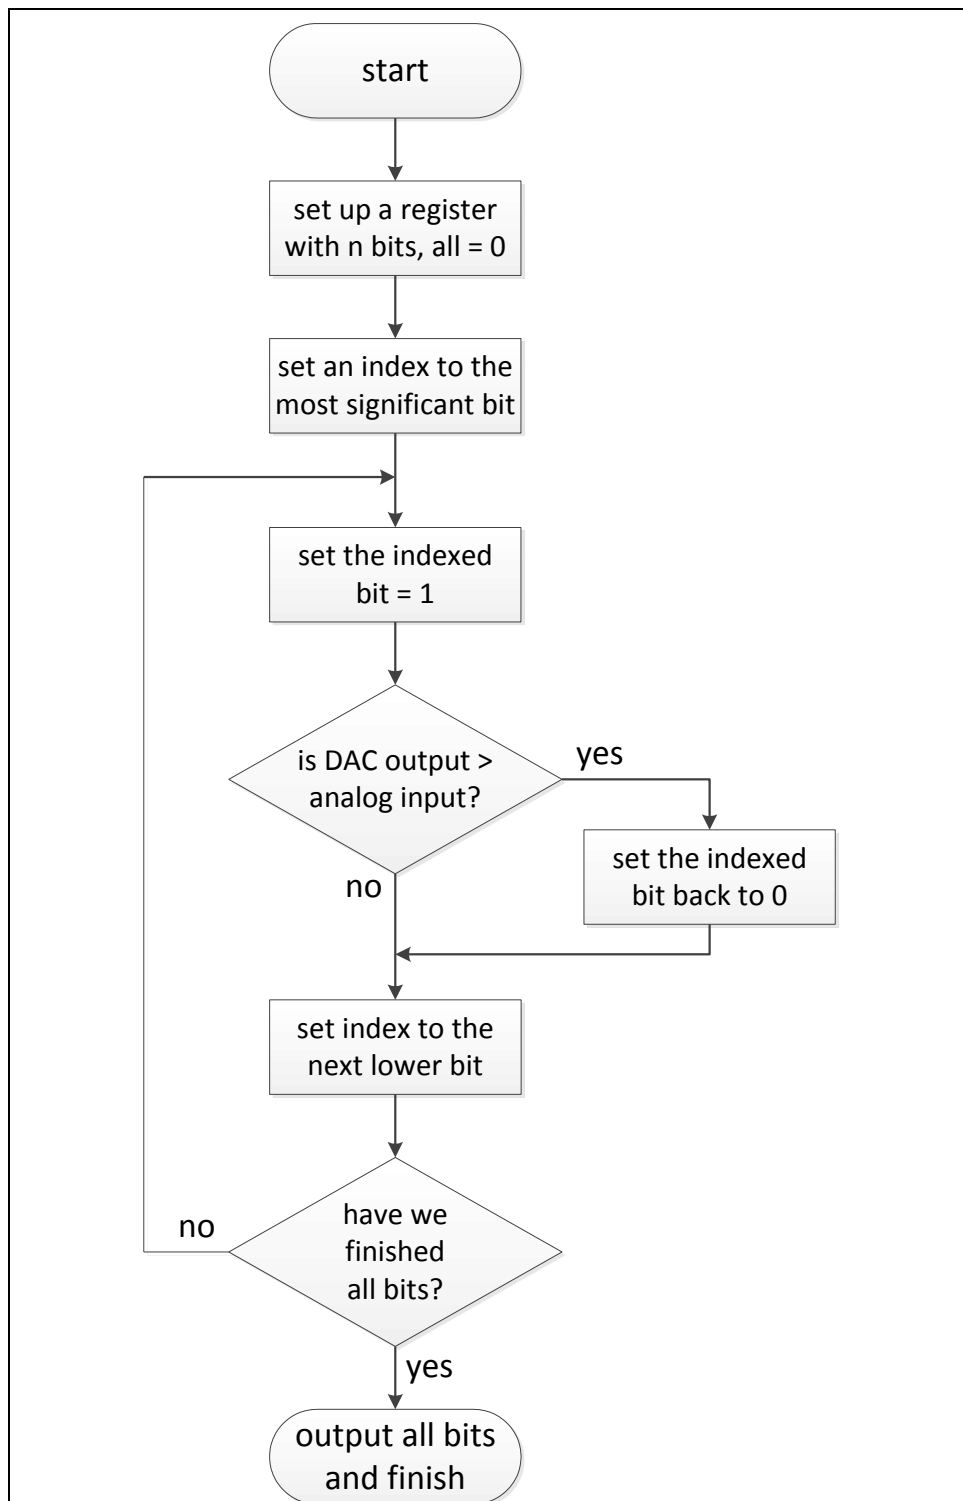 start
set up a register
with n bits, all = 0
set an index to the
most significant bit
set the indexed
bit = 1
is DAC output >
analog input?
yes
no
set the indexed
bit back to 0
set index to the
next lower bit
have we
finished
all bits?
no
yes
output all bits
and finish